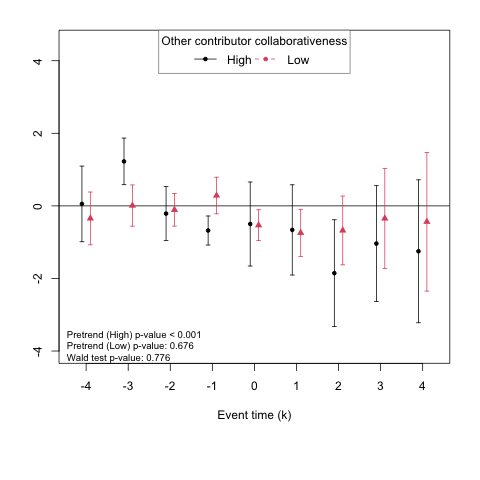 Other contributor collaborativeness
High Low
4
2
0
-2
-4
Pretrend (High) p-value < 0.001
Pretrend (Low) p-value: 0.676
Wald test p-value: 0.776
-4 -3 -2 -1 0 1 2 3 4
Event time (k)